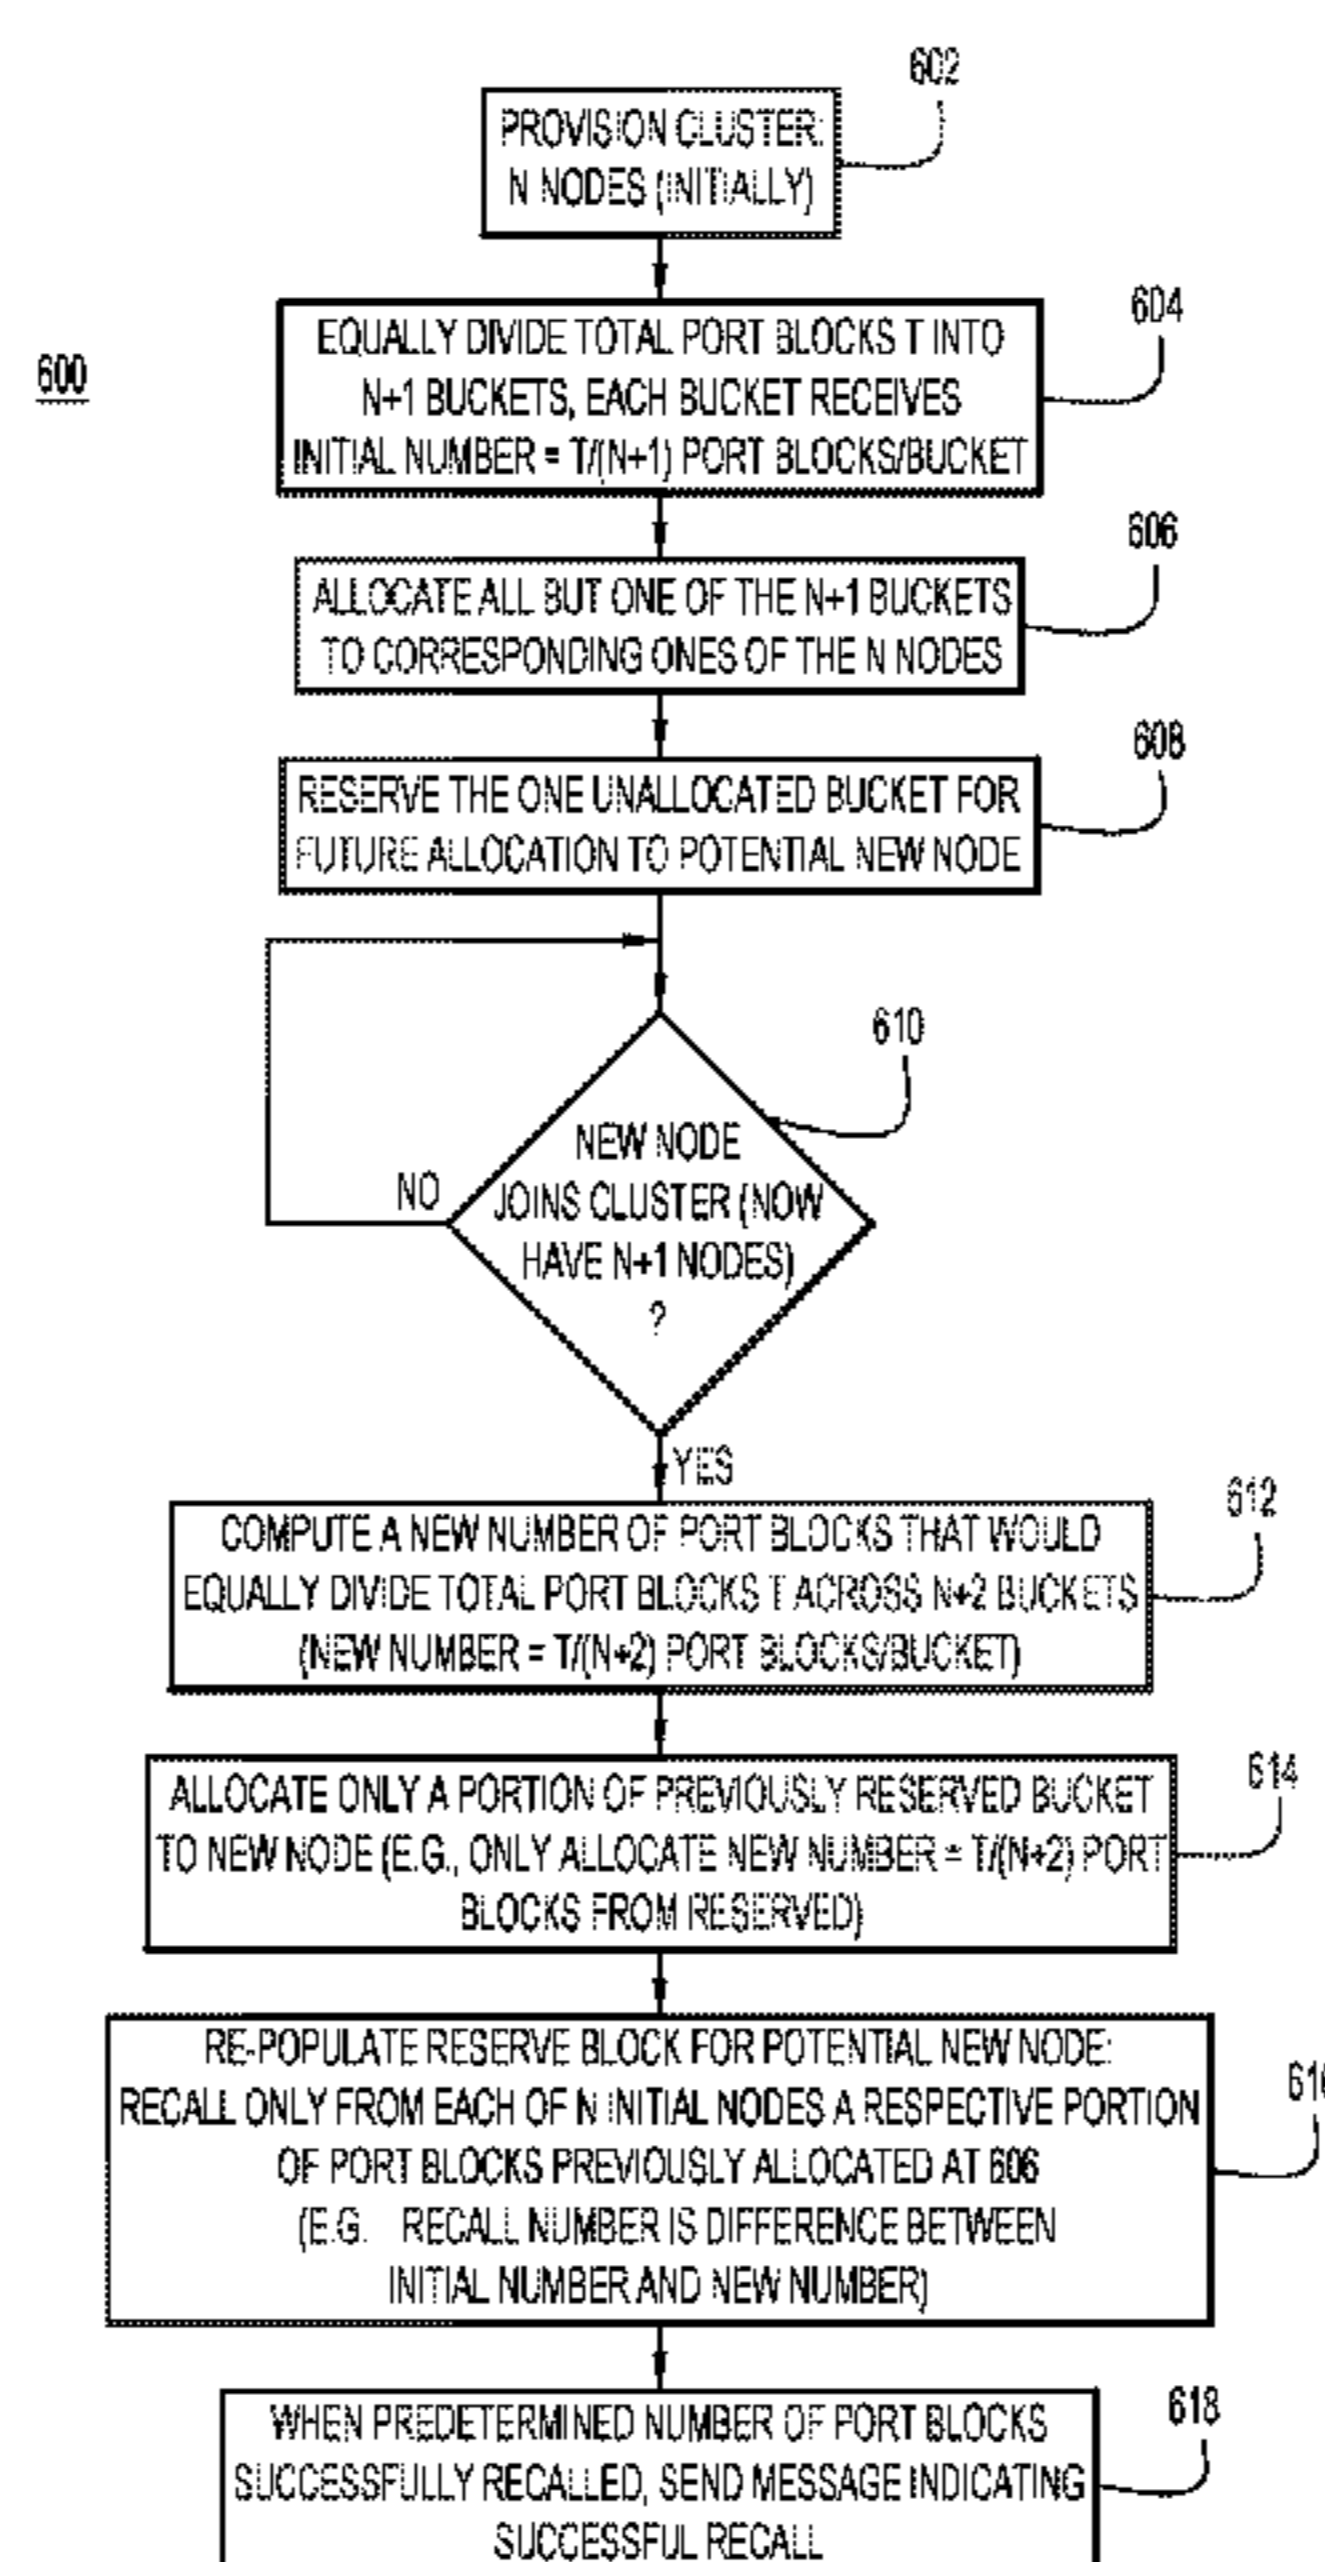 602
PROVISION CLUSTER:
N NODES (INITIALLY)
604
600
EQUALLY DIVIDE TOTAL PORT BLOCKS T INTO
N+1 BUCKETS, EACH BUCKET RECEIVES
INITIAL NUMBER = T/(N+1) PORT BLOCKS/BUCKET
606
ALLOCATE ALL BUT ONE OF THE N+1 BUCKETS
TO CORRESPONDING ONES OF THE N NODES
608
RESERVE THE ONE UNALLOCATED BUCKET FOR
FUTURE ALLOCATION TO POTENTIAL NEW NODE
610
NEW NODE
JOINS CLUSTER (NOW
HAVE N+1 NODES)
?
NO
YES
612
COMPUTE A NEW NUMBER OF PORT BLOCKS THAT WOULD
EQUALLY DIVIDE TOTAL PORT BLOCKS T ACROSS N+2 BUCKETS
(NEW NUMBER = T/(N+2) PORT BLOCKS/BUCKET)
614
ALLOCATE ONLY A PORTION OF PREVIOUSLY RESERVED BUCKET
TO NEW NODE (E.G., ONLY ALLOCATE NEW NUMBER = T/(N+2) PORT
BLOCKS FROM RESERVED)
616
RE-POPULATE RESERVE BLOCK FOR POTENTIAL NEW NODE:
RECALL ONLY FROM EACH OF N INITIAL NODES A RESPECTIVE PORTION
OF PORT BLOCKS PREVIOUSLY ALLOCATED AT 606
(E.G. RECALL NUMBER IS DIFFERENCE BETWEEN
INITIAL NUMBER AND NEW NUMBER)
618
WHEN PREDETERMINED NUMBER OF PORT BLOCKS
SUCCESSFULLY RECALLED, SEND MESSAGE INDICATING
SUCCESSFUL RECALL